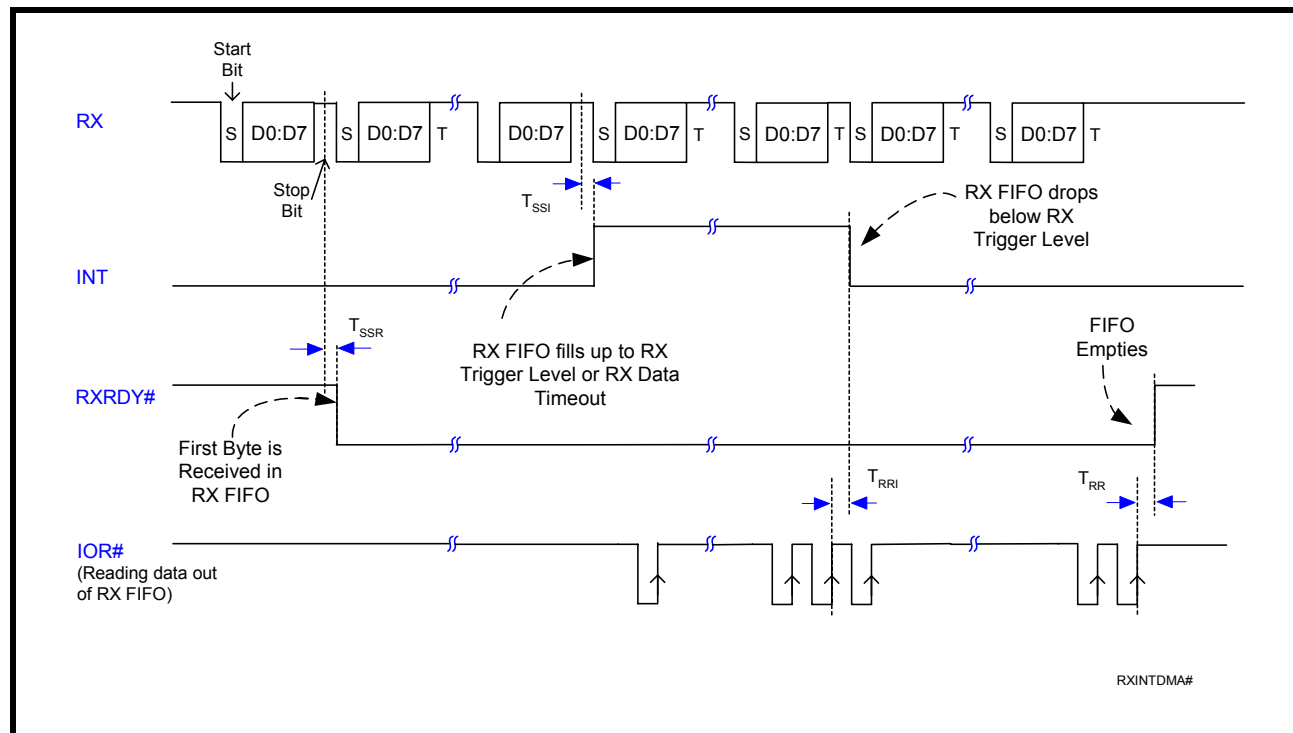 Start
Bit
RX
S D0:D7 S D0:D7 T D0:D7 S D0:D7 T S D0:D7 T S D0:D7 T S D0:D7 T
Stop
Bit
TSSI
RX FIFO drops
below RX
Trigger Level
INT
TSSR
RX FIFO fills up to RX
Trigger Level or RX Data
Timeout
FIFO
Empties
RXRDY#
First Byte is
Received in
RX FIFO
TRRI
TRR
IOR#
(Reading data out
of RX FIFO)
RXINTDMA#